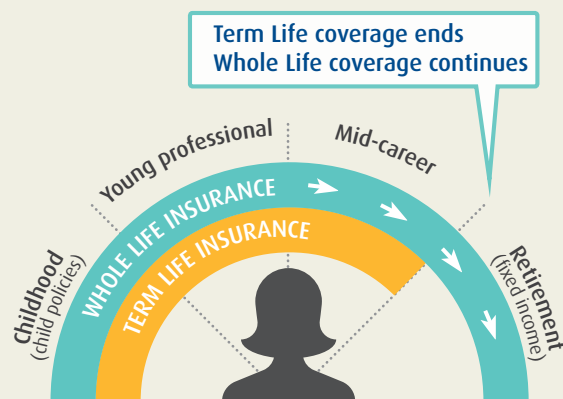 Term Life coverage ends
Whole Life coverage continues
Childhood
(child policies)
Young professional
Mid-career
Retirement
(fixed income)
WHOLE LIFE INSURANCE
TERM LIFE INSURANCE